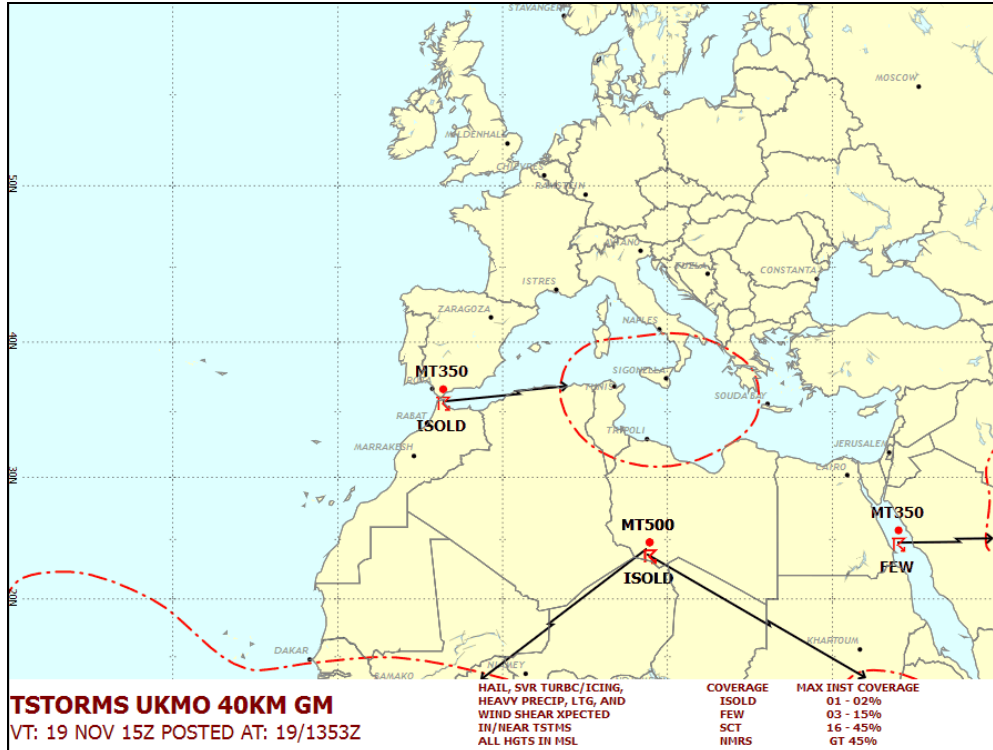 STAVANGER
MOSCOW
MILDENHALL
CHIEVRES
RAMSTEIN
50N
AVIANO
TUZLA
CONSTANTA
ISTRES
ZARAGOZA
NAPLES
40N
MT350
SIGONELLA
ROTA
TUNIS
SOUDA BAY
RABAT
ISOLD
TRIPOLI
MARRAKESH
JERUSALEM
CAIRO
30N
MT350
MT500
FEW
ISOLD
20N
KHARTOUM
DAKAR
NIAMEY
BAMAKO
TSTORMS UKMO 40KM GM
VT: 19 NOV 15Z POSTED AT: 19/1353Z
HAIL, SVR TURBC/ICING,
HEAVY PRECIP, LTG, AND
WIND SHEAR XPECTED
IN/NEAR TSTMS
ALL HGTS IN MSL
COVERAGE MAX INST COVERAGE
ISOLD 01 - 02%
FEW 03 - 15%
SCT 16 - 45%
NMRS GT 45%